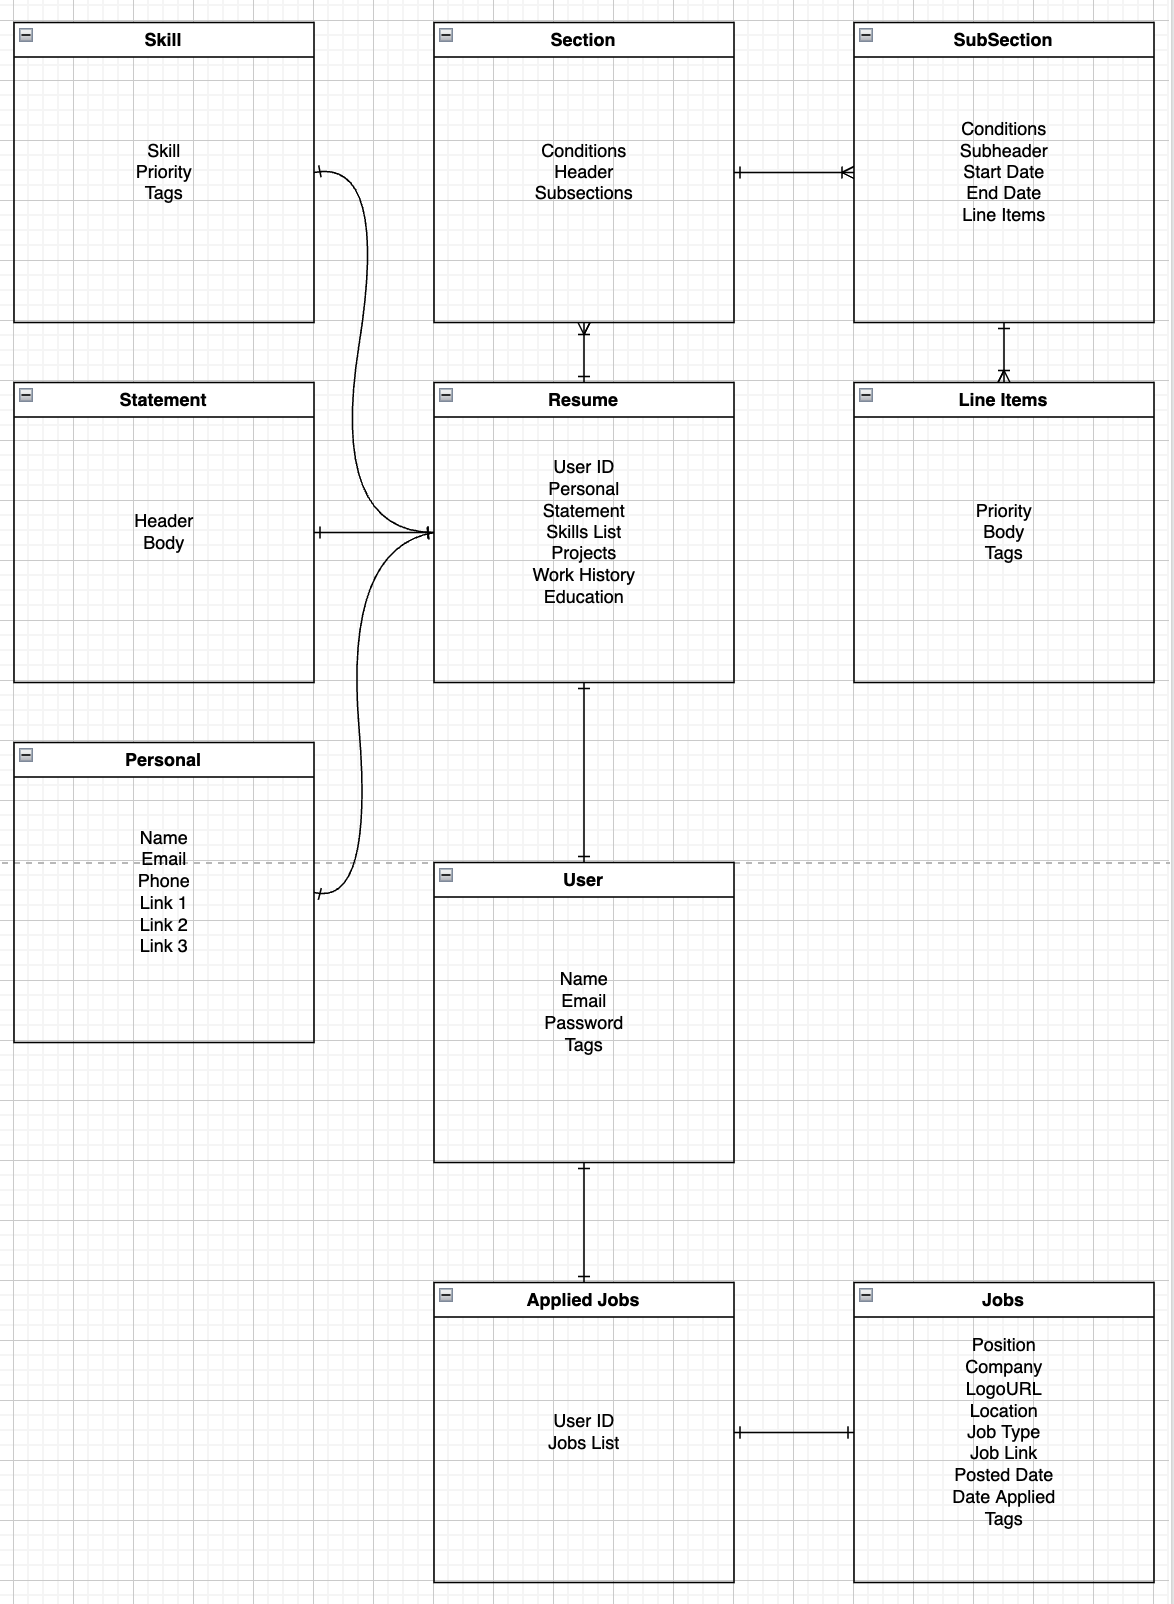 Skill
Skill
Priority
Tags
Section
Conditions
Header
Subsections
SubSection
Conditions
Subheader
Start Date
End Date
Line Items
Statement
Header
Body
Resume
User ID
Personal
Statement
Skills List
Projects
Work History
Education
Line Items
Priority
Body
Tags
Personal
Name
Email
Phone
Link 1
Link 2
Link 3
User
Name
Email
Password
Tags
Applied Jobs
User ID
Jobs List
Jobs
Position
Company
LogoURL
Location
Job Type
Job Link
Posted Date
Date Applied
Tags